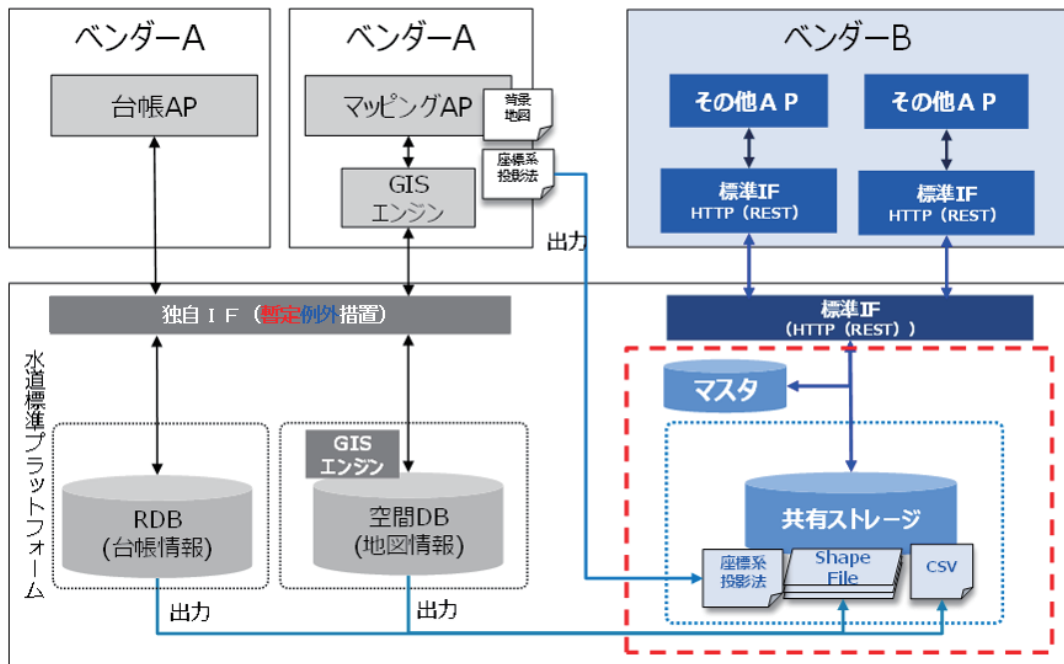 ベンダーA
台帳AP
ベンダーA
マッピングAP
背景
地図
座標系
投影法
GIS
エンジン
出力
ベンダーB
その他AP
その他AP
標準IF
HTTP(REST)
標準IF
HTTP(REST)
独自IF(暫定例外措置)
標準IF
(HTTP(REST))
水道標準プラットフォーム
マスタ
GIS
エンジン
RDB
(台帳情報)
空間DB
(地図情報)
共有ストレージ
座標系
投影法
Shape
File
CSV
出力
出力